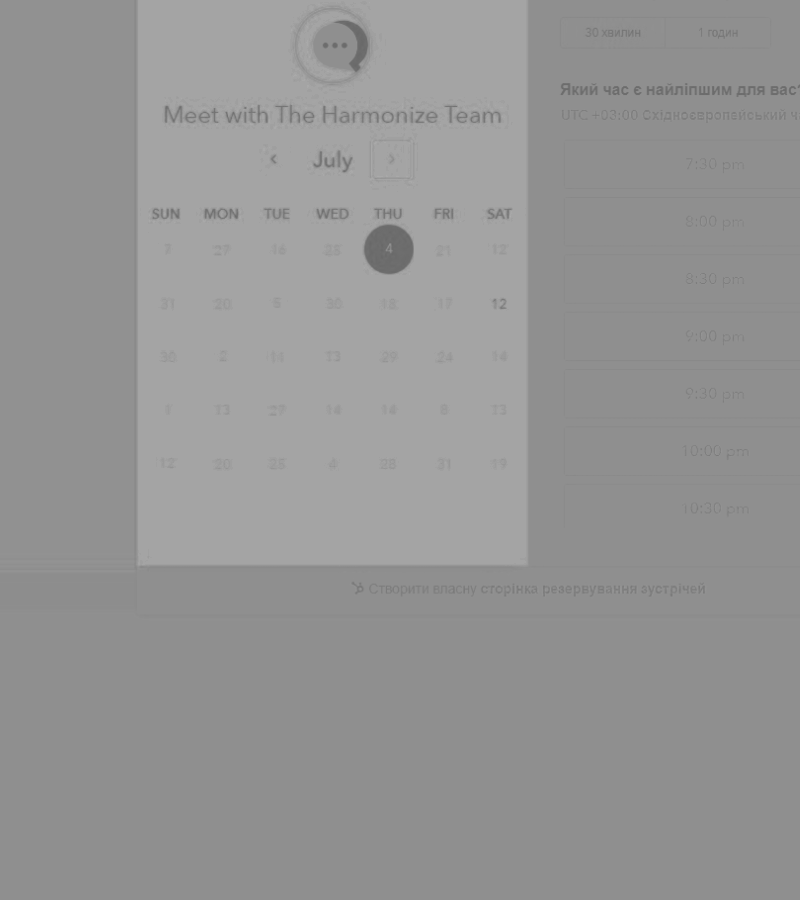 30 хвилин 1 годин
Який час є найліпшим для вас?
UTC +03:00 Східноєвропейський
Meet with The Harmonize Team
‹ July ›
SUN MON TUE WED THU FRI SAT
7 27 16 25 4 21 12
31 20 5 30 18 17 12
30 2 11 13 29 24 14
1 13 27 14 14 8 13
12 20 25 4 31 19
7:30 pm
8:00 pm
8:30 pm
9:00 pm
9:30 pm
10:00 pm
10:30 pm
Створити власну сторінка резервування зустрічей